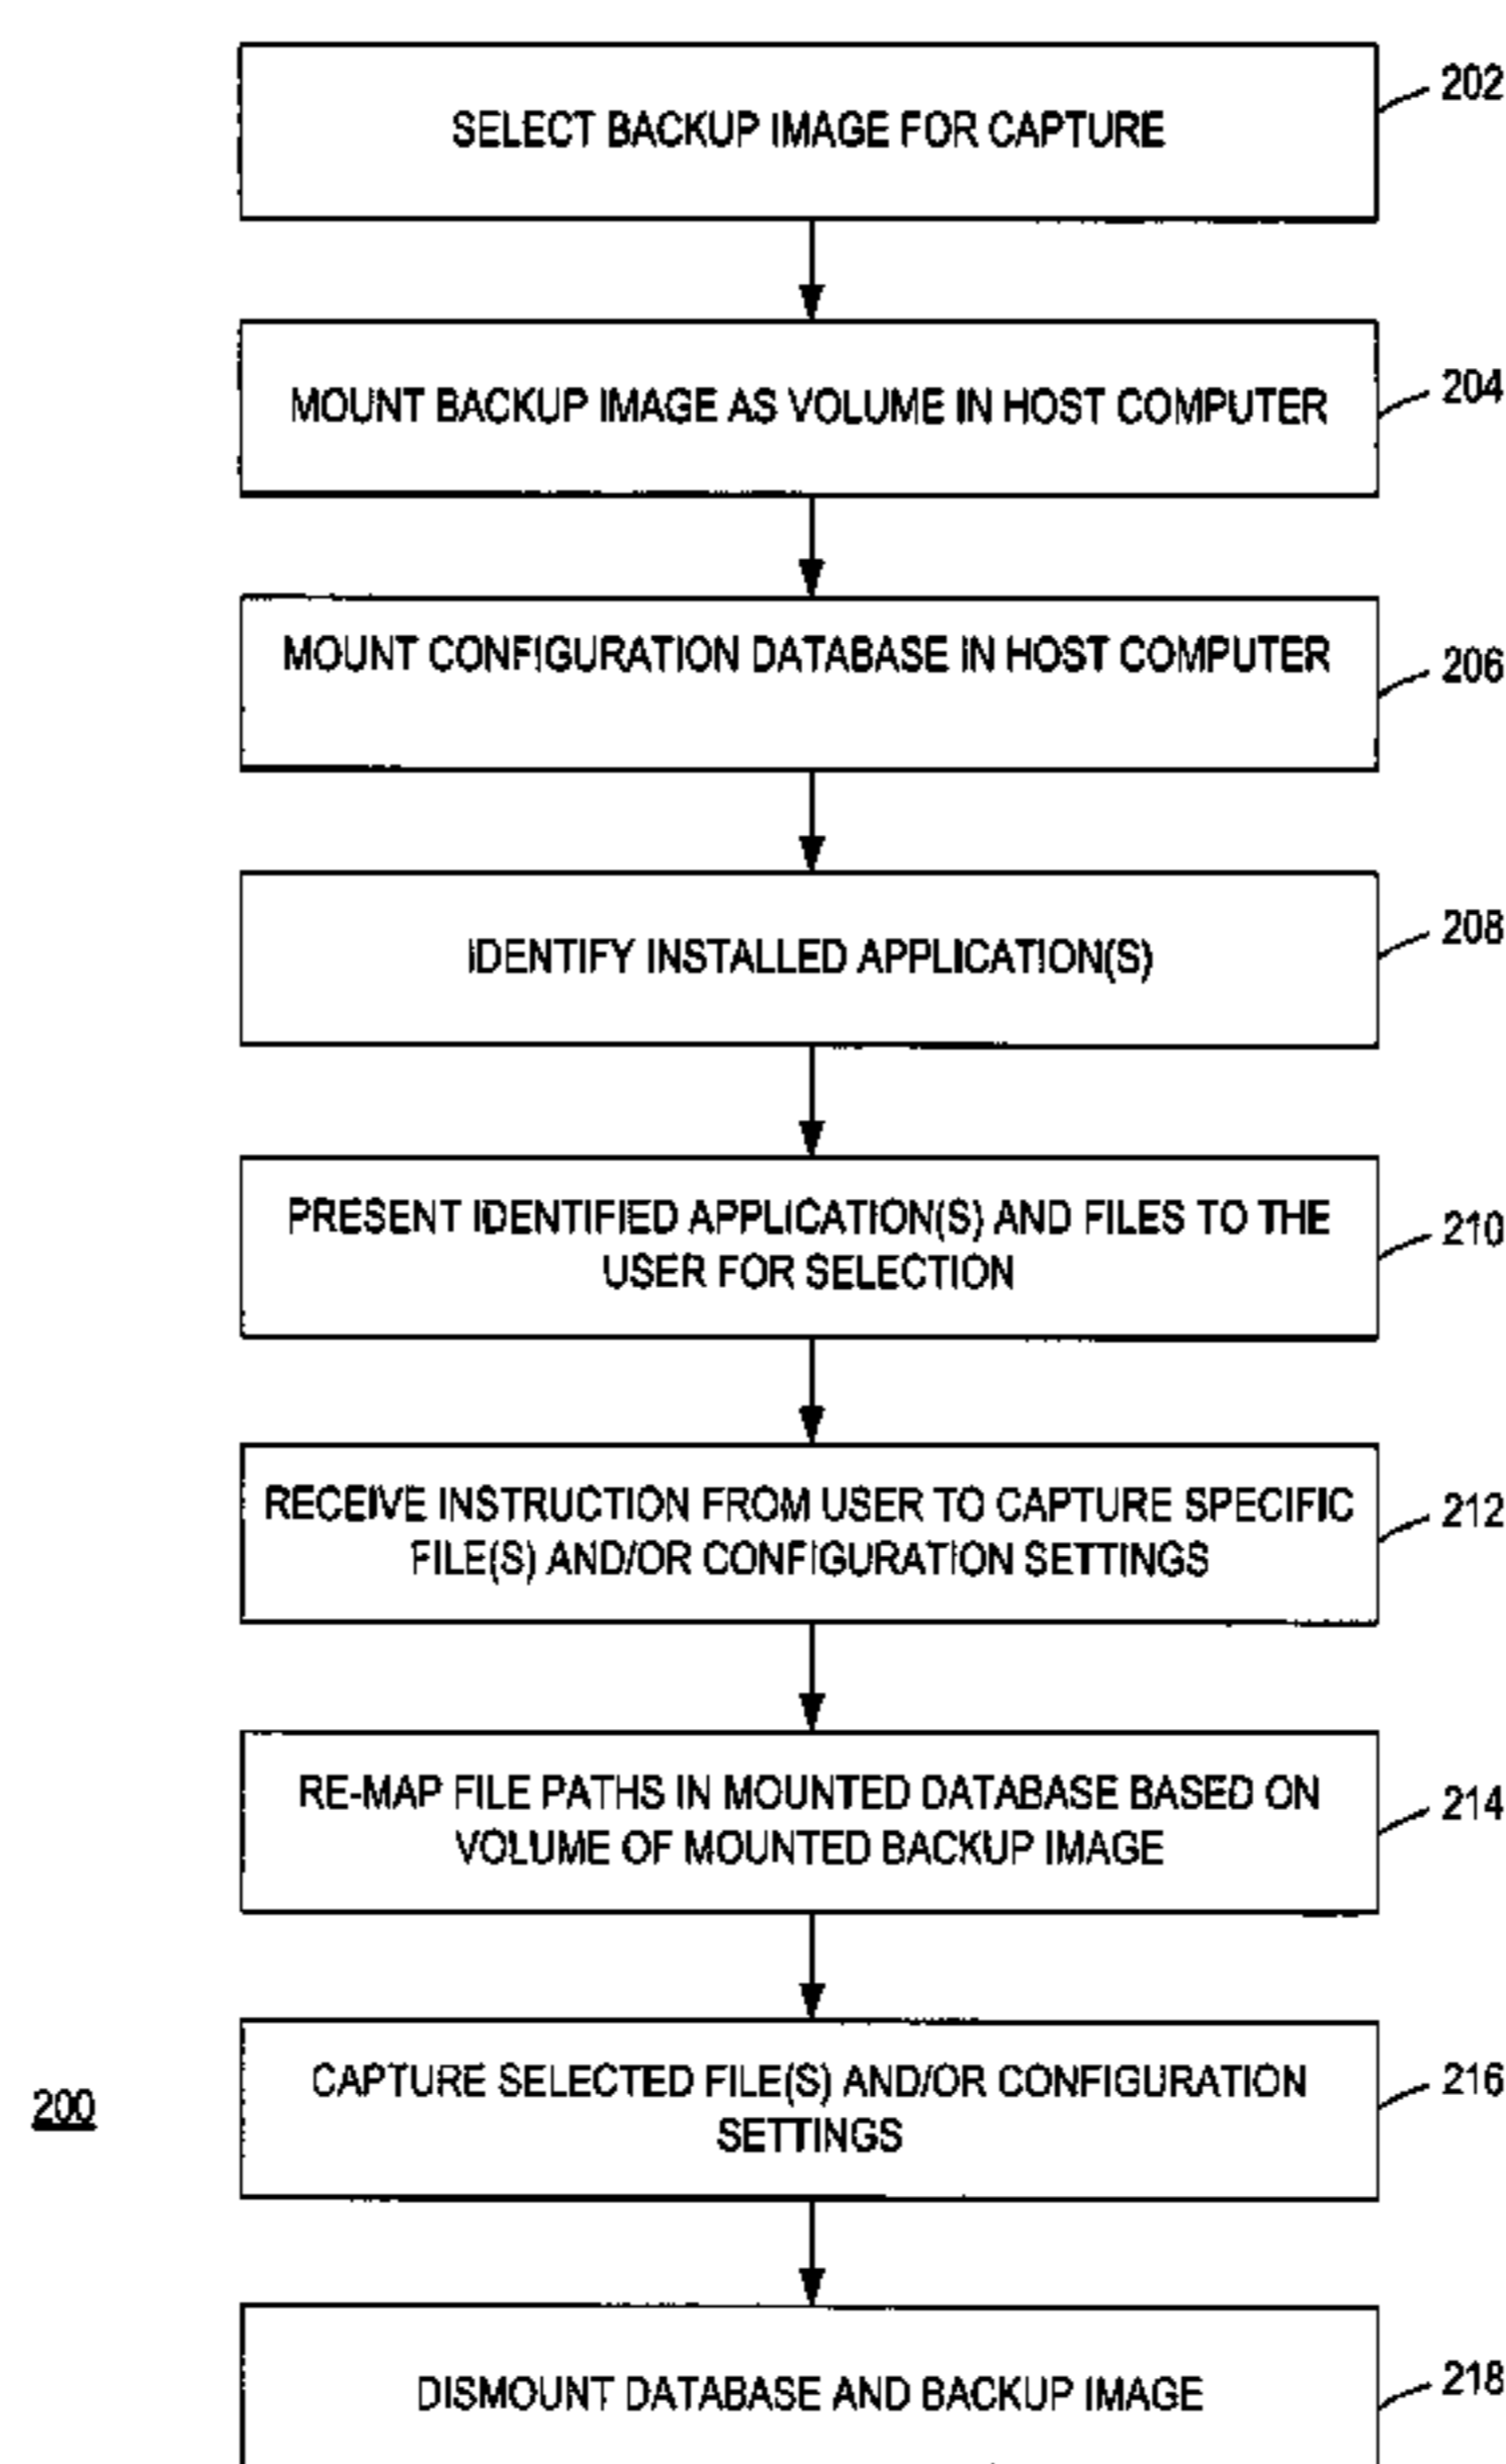 SELECT BACKUP IMAGE FOR CAPTURE
202
MOUNT BACKUP IMAGE AS VOLUME IN HOST COMPUTER
204
MOUNT CONFIGURATION DATABASE IN HOST COMPUTER
206
IDENTIFY INSTALLED APPLICATION(S)
208
PRESENT IDENTIFIED APPLICATION(S) AND FILES TO THE
USER FOR SELECTION
210
RECEIVE INSTRUCTION FROM USER TO CAPTURE SPECIFIC
FILE(S) AND/OR CONFIGURATION SETTINGS
212
RE-MAP FILE PATHS IN MOUNTED DATABASE BASED ON
VOLUME OF MOUNTED BACKUP IMAGE
214
CAPTURE SELECTED FILE(S) AND/OR CONFIGURATION
SETTINGS
216
200
DISMOUNT DATABASE AND BACKUP IMAGE
218